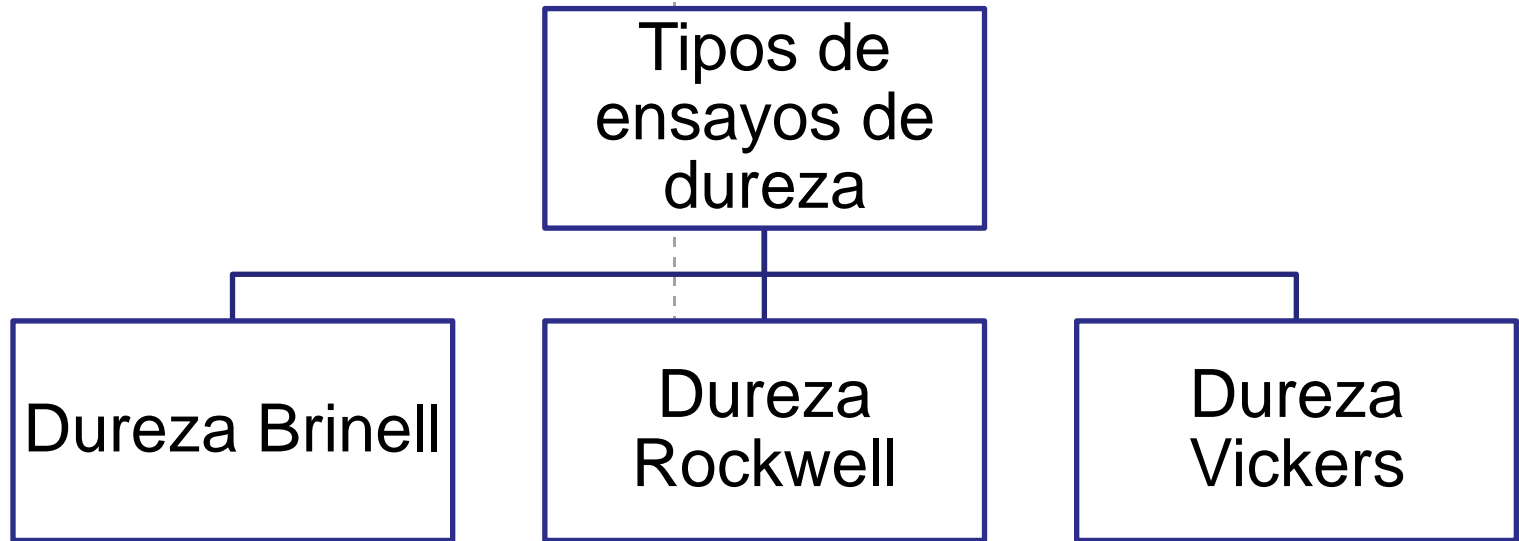 Tipos de
ensayos de
dureza
Dureza Brinell
Dureza
Rockwell
Dureza
Vickers